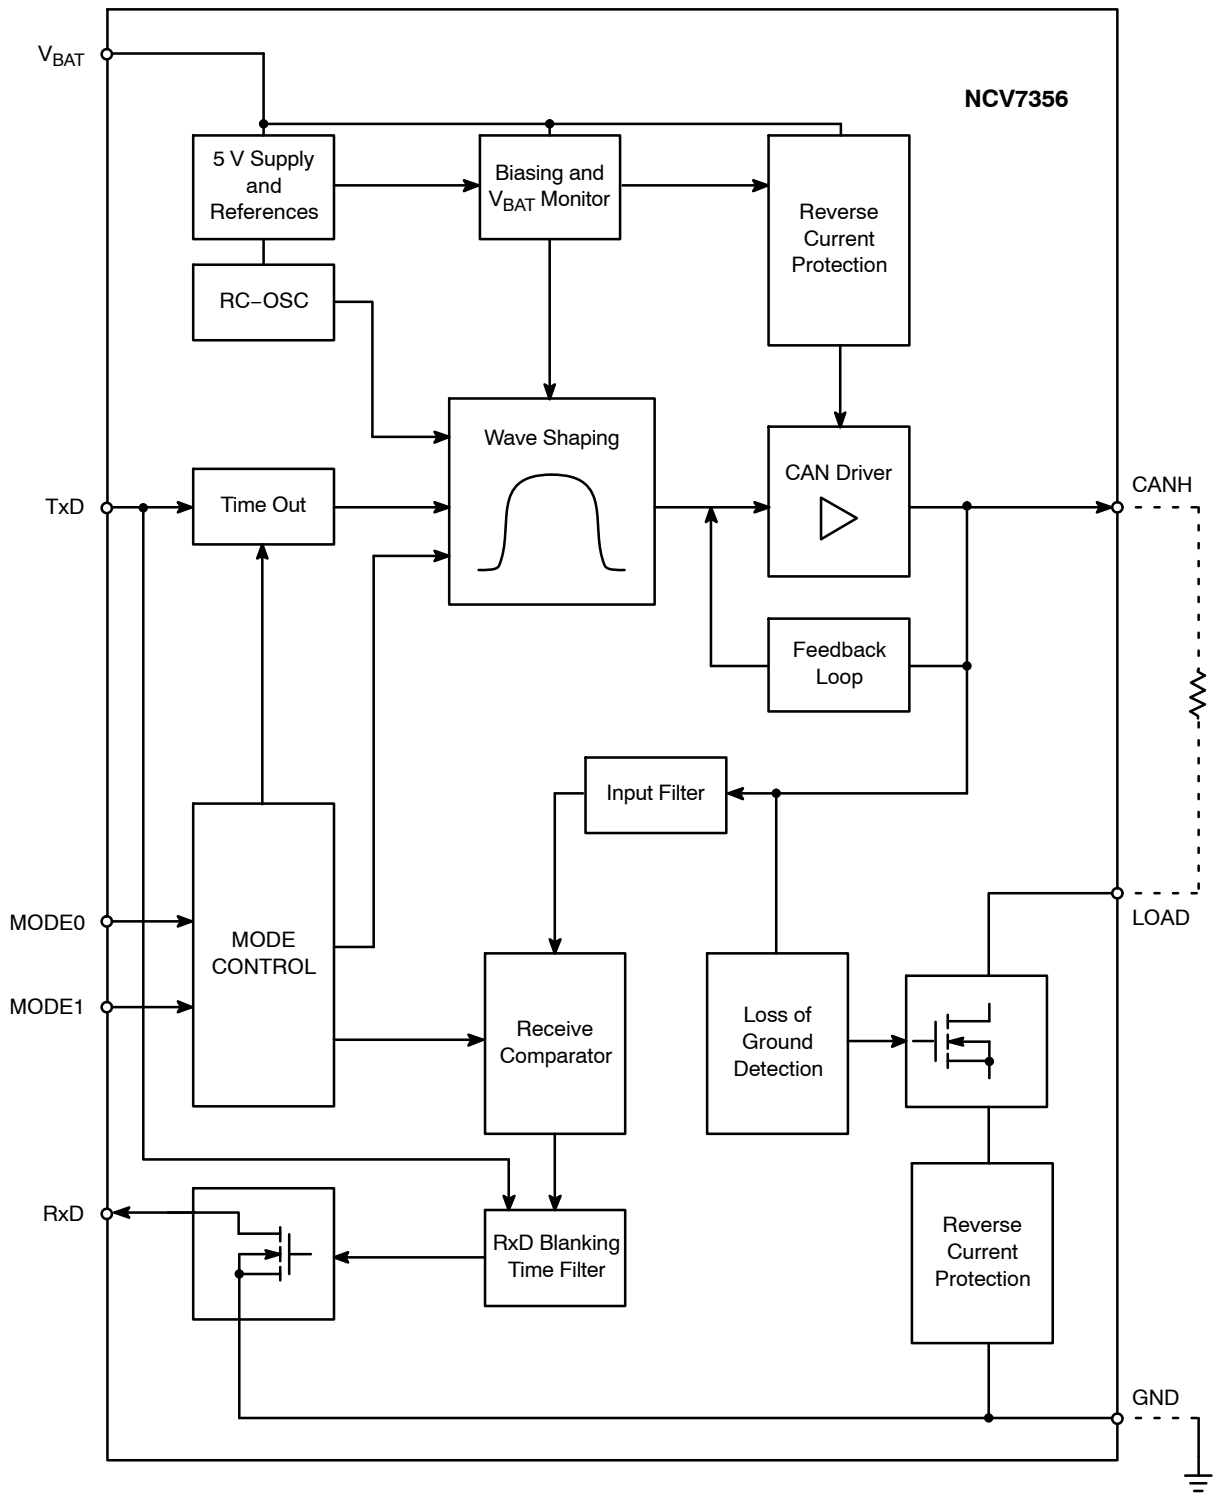 V_BAT
NCV7356
5 V Supply
and
References
Biasing and
V_BAT Monitor
Reverse
Current
Protection
RC−OSC
Wave Shaping
CAN Driver
TxD
Time Out
CANH
Feedback
Loop
Input Filter
MODE0
MODE1
MODE
CONTROL
LOAD
Receive
Comparator
Loss of
Ground
Detection
RxD
RxD Blanking
Time Filter
Reverse
Current
Protection
GND